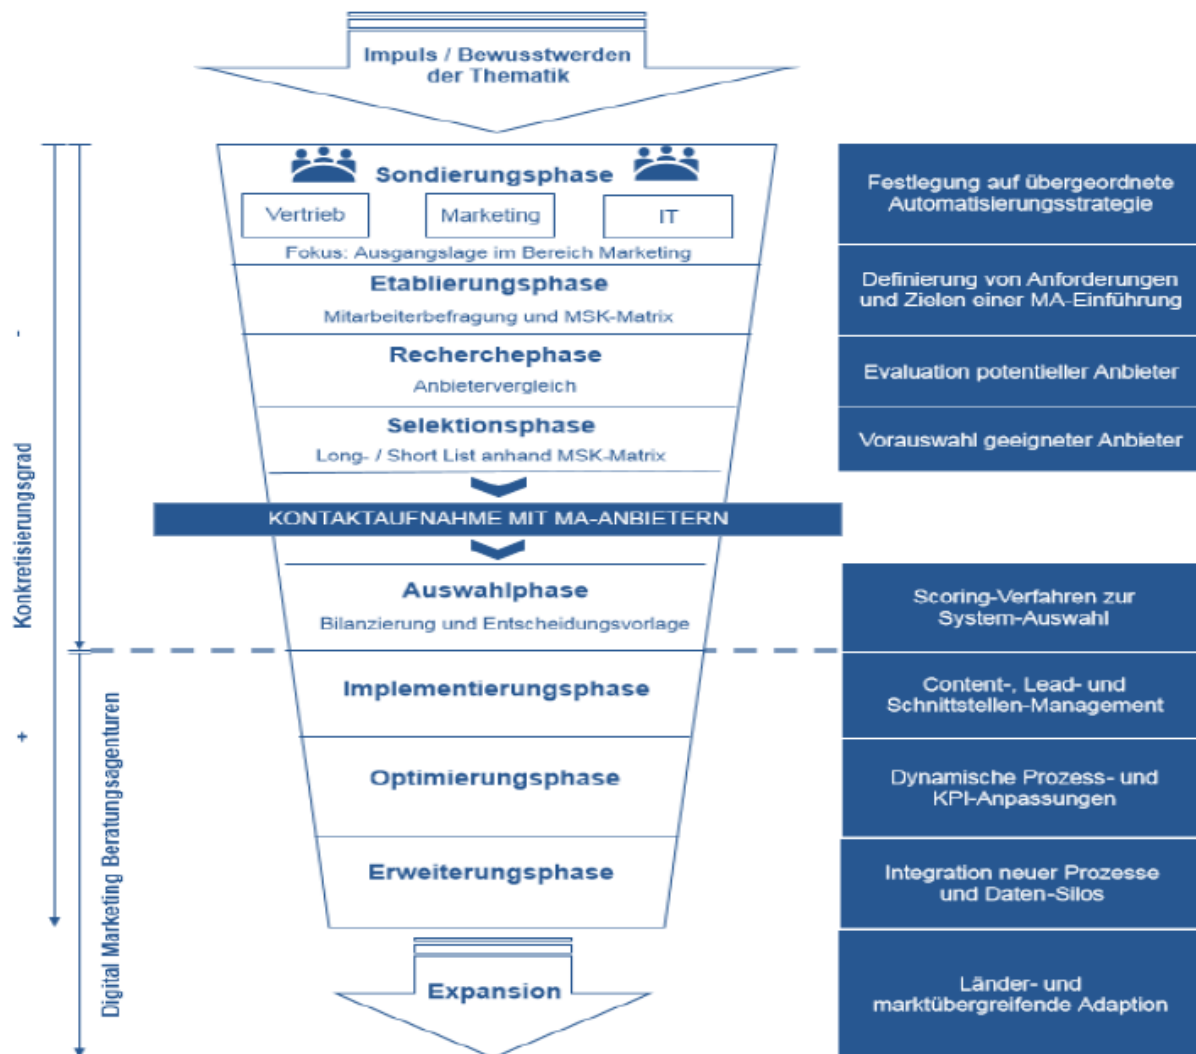 Impuls / Bewusstwerden
der Thematik
Sondierungsphase
Vertrieb
Marketing
IT
Fokus: Ausgangslage im Bereich Marketing
Festlegung auf übergeordnete
Automatisierungsstrategie
Etablierungsphase
Mitarbeiterbefragung und MSK-Matrix
Definierung von Anforderungen
und Zielen einer MA-Einführung
Recherchephase
Anbietervergleich
Evaluation potentieller Anbieter
Selektionsphase
Long- / Short List anhand MSK-Matrix
Vorauswahl geeigneter Anbieter
KONTAKTAUFNAHME MIT MA-ANBIETERN
Auswahlphase
Bilanzierung und Entscheidungsvorlage
Scoring-Verfahren zur
System-Auswahl
Implementierungsphase
Content-, Lead- und
Schnittstellen-Management
Optimierungsphase
Dynamische Prozess- und
KPI-Anpassungen
Erweiterungsphase
Integration neuer Prozesse
und Daten-Silos
Expansion
Länder- und
marktübergreifende Adaption
-
Konkretisierungsgrad
+
Digital Marketing Beratungsagenturen